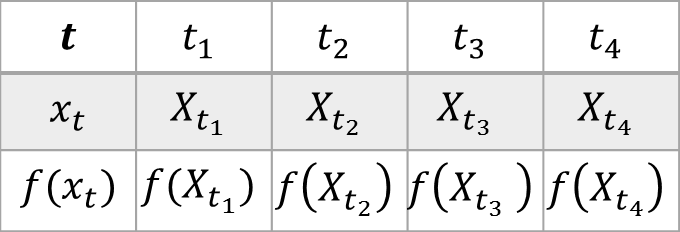 t t₁ t₂ t₃ t₄
xₜ Xₜ₁ Xₜ₂ Xₜ₃ Xₜ₄
f(xₜ) f(Xₜ₁) f(Xₜ₂) f(Xₜ₃) f(Xₜ₄)